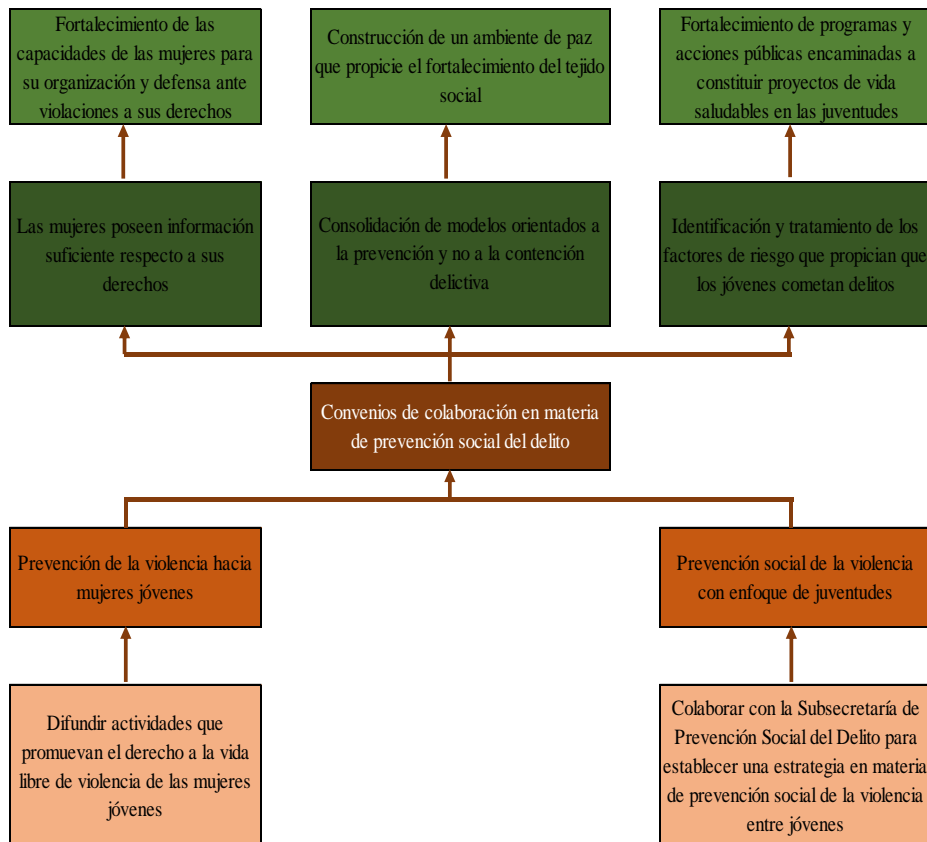 Fortalecimiento de las
capacidades de las mujeres para
su organización y defensa ante
violaciones a sus derechos
Construcción de un ambiente de paz
que propicie el fortalecimiento del tejido
social
Fortalecimiento de programas y
acciones públicas encaminadas a
constituir proyectos de vida
saludables en las juventudes
Las mujeres poseen información
suficiente respecto a sus
derechos
Consolidación de modelos orientados a
la prevención y no a la contención
delictiva
Identificación y tratamiento de los
factores de riesgo que propician que
los jóvenes cometan delitos
Convenios de colaboración en materia
de prevención social del delito
Prevención de la violencia hacia
mujeres jóvenes
Prevención social de la violencia
con enfoque de juventudes
Difundir actividades que
promuevan el derecho a la vida
libre de violencia de las mujeres
jóvenes
Colaborar con la Subsecretaría de
Prevención Social del Delito para
establecer una estrategia en materia
de prevención social de la violencia
entre jóvenes